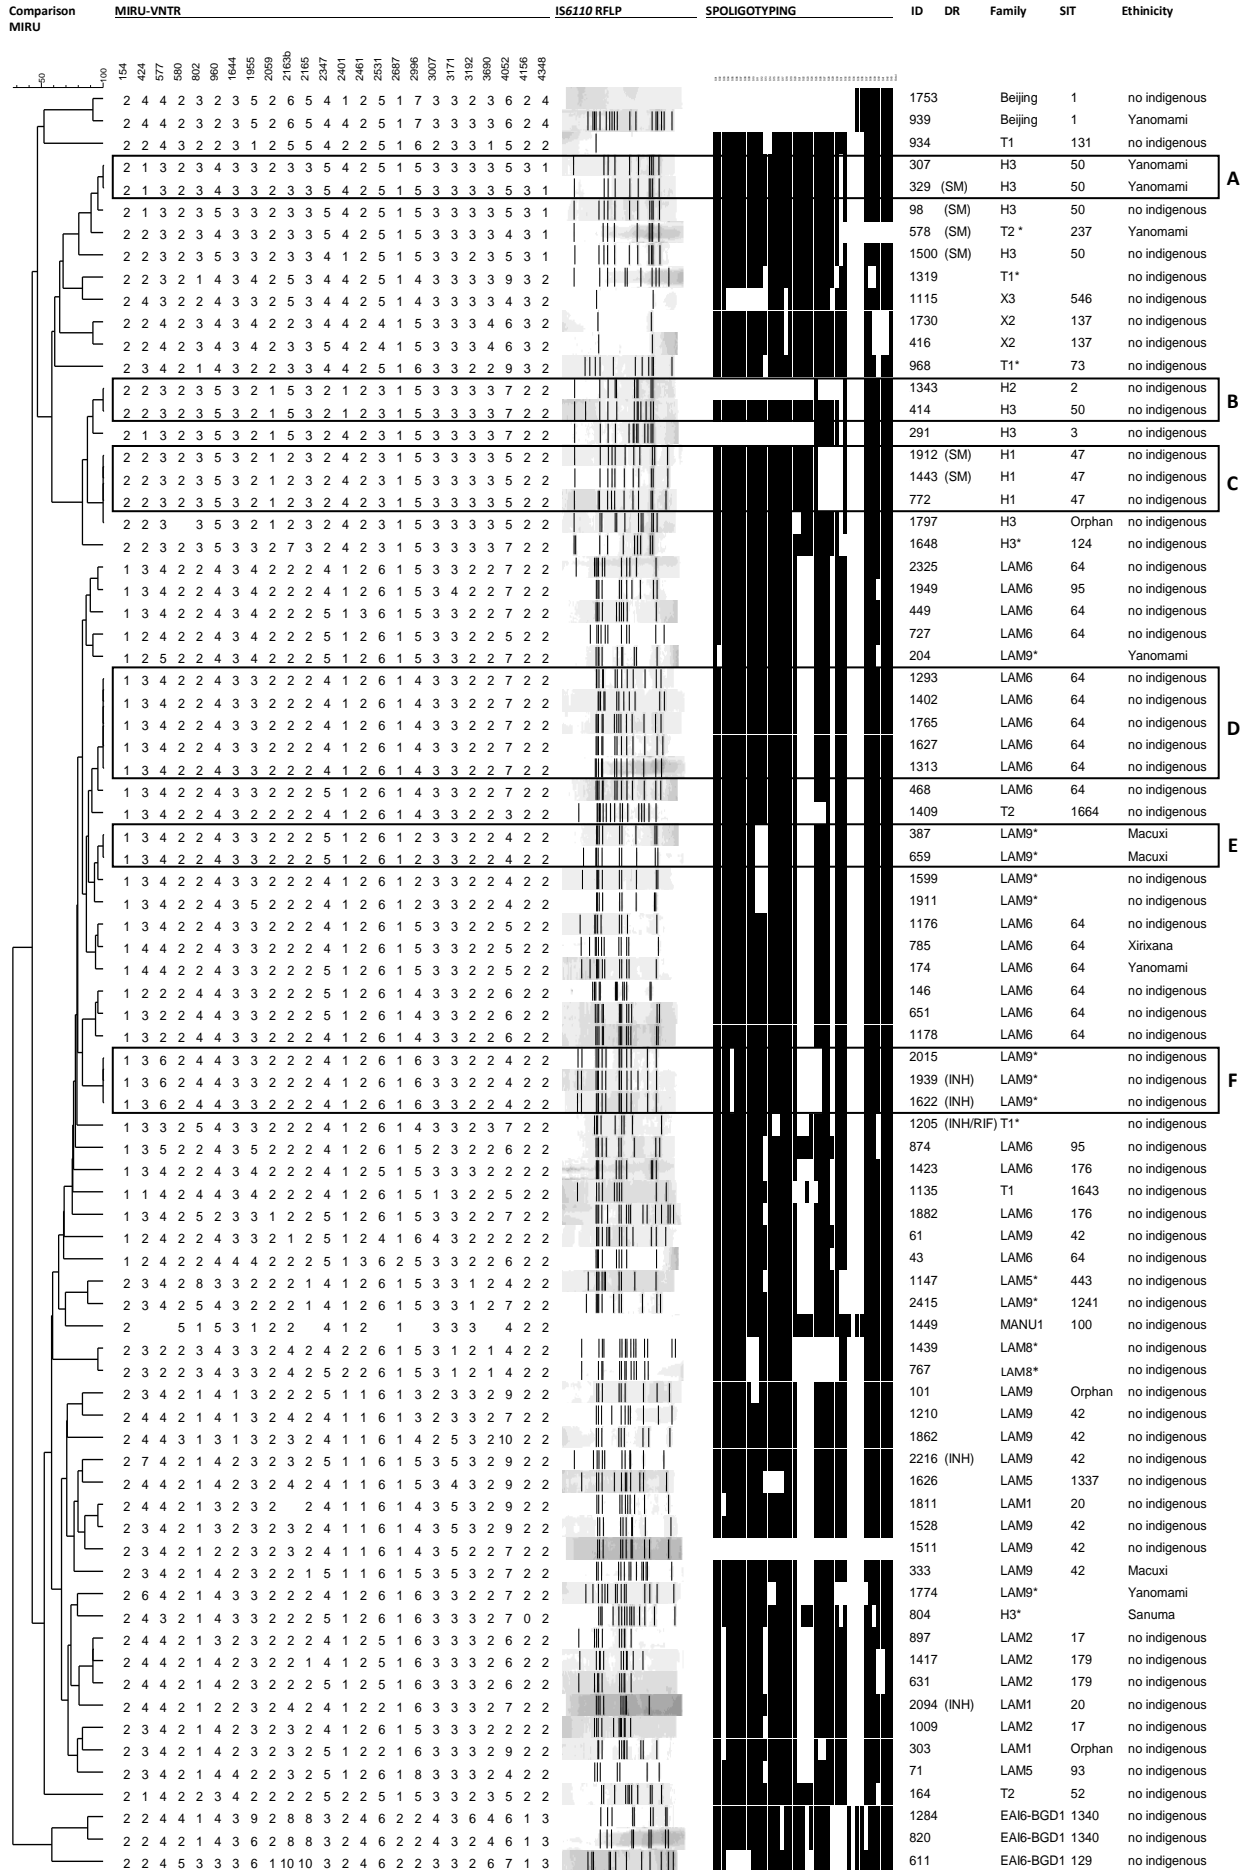 Comparison MIRU-VNTR IS6110 RFLP SPOLIGOTYPING ID DR Family SIT Ethinicity
MIRU
50 100 154 424 577 580 802 960 1644 1955 2059 2163b 2165 2347 2401 2461 2531 2687 2996 3007 3171 3192 3690 4052 4156 4348
2 4 4 2 3 2 3 5 2 6 5 4 1 2 5 1 7 3 3 2 3 6 2 4 1753 Beijing 1 no indigenous
2 4 4 2 3 2 3 5 2 6 5 4 4 2 5 1 7 3 3 3 3 6 2 4 939 Beijing 1 Yanomami
2 2 4 3 2 2 3 1 2 5 5 4 2 2 5 1 6 2 3 3 1 5 2 2 934 T1 131 no indigenous
2 1 3 2 3 4 3 3 2 3 3 5 4 2 5 1 5 3 3 3 3 5 3 1 307 H3 50 Yanomami A
2 1 3 2 3 4 3 3 2 3 3 5 4 2 5 1 5 3 3 3 3 5 3 1 329 (SM) H3 50 Yanomami
2 1 3 2 3 5 3 3 2 3 3 5 4 2 5 1 5 3 3 3 3 5 3 1 98 (SM) H3 50 no indigenous
2 2 3 2 3 4 3 3 2 3 3 5 4 2 5 1 5 3 3 3 3 4 3 1 578 (SM) T2 * 237 Yanomami
2 2 3 2 3 5 3 3 2 3 3 4 1 2 5 1 5 3 3 3 3 5 3 1 1500 (SM) H3 50 no indigenous
2 2 3 2 1 4 3 4 2 5 3 4 2 2 5 1 4 3 3 3 3 9 3 2 1319 T1* no indigenous
2 4 3 2 2 4 3 4 2 2 3 4 2 4 5 1 5 3 3 3 3 4 3 2 1115 X3 546 no indigenous
2 2 4 2 3 4 3 4 2 2 3 4 4 2 4 1 5 3 3 3 4 6 3 2 1730 X2 137 no indigenous
2 2 4 2 3 4 3 4 2 3 3 5 4 2 4 1 5 3 3 3 4 6 3 2 416 X2 137 no indigenous
2 3 4 2 1 4 3 2 2 3 3 4 4 2 5 1 6 3 3 2 2 9 3 2 968 T1* 73 no indigenous
2 2 3 2 3 5 3 2 1 5 3 2 1 2 3 1 5 3 3 3 3 7 2 2 1343 H2 2 no indigenous B
2 2 3 2 3 5 3 2 1 5 3 2 1 2 3 1 5 3 3 3 3 7 2 2 414 H3 50 no indigenous
2 1 3 2 3 5 3 2 1 5 3 2 4 2 3 1 5 3 3 3 3 7 2 2 291 H3 3 no indigenous
2 2 3 2 3 5 3 2 1 2 3 2 4 2 3 1 5 3 3 3 3 5 2 2 1912 (SM) H1 47 no indigenous
2 2 3 2 3 5 3 2 1 2 3 2 4 2 3 1 5 3 3 3 3 5 2 2 1443 (SM) H1 47 no indigenous C
2 2 3 2 3 5 3 2 1 2 3 2 4 2 3 1 5 3 3 3 3 5 2 2 772 H1 47 no indigenous
2 2 3 3 5 3 2 1 2 3 2 4 2 3 1 5 3 3 3 3 5 2 2 1797 H3 Orphan no indigenous
2 2 3 2 3 5 3 3 2 7 3 2 4 2 3 1 5 3 3 3 3 7 2 2 1648 H3* 124 no indigenous
1 3 4 2 2 4 3 4 2 2 2 4 1 2 6 1 5 3 3 2 2 7 2 2 2325 LAM6 64 no indigenous
1 3 4 2 2 4 3 4 2 2 2 4 1 2 6 1 5 3 4 2 2 7 2 2 1949 LAM6 95 no indigenous
1 3 4 2 2 4 3 4 2 2 2 5 1 3 6 1 5 3 3 2 2 7 2 2 449 LAM6 64 no indigenous
1 2 4 2 2 4 3 4 2 2 2 5 1 2 6 1 5 3 3 2 2 5 2 2 727 LAM6 64 no indigenous
1 2 5 2 2 4 3 4 2 2 2 5 1 2 6 1 5 3 3 2 2 7 2 2 204 LAM9* Yanomami
1 3 4 2 2 4 3 3 2 2 2 4 1 2 6 1 4 3 3 2 2 7 2 2 1293 LAM6 64 no indigenous
1 3 4 2 2 4 3 3 2 2 2 4 1 2 6 1 4 3 3 2 2 7 2 2 1402 LAM6 64 no indigenous
1 3 4 2 2 4 3 3 2 2 2 4 1 2 6 1 4 3 3 2 2 7 2 2 1765 LAM6 64 no indigenous D
1 3 4 2 2 4 3 3 2 2 2 4 1 2 6 1 4 3 3 2 2 7 2 2 1627 LAM6 64 no indigenous
1 3 4 2 2 4 3 3 2 2 2 4 1 2 6 1 4 3 3 2 2 7 2 2 1313 LAM6 64 no indigenous
1 3 4 2 2 4 3 3 2 2 2 4 1 2 6 1 5 3 3 2 2 7 2 2 468 LAM6 64 no indigenous
1 3 4 2 2 4 3 2 2 2 2 4 1 2 6 1 4 3 3 2 2 3 2 2 1409 T2 1664 no indigenous
1 3 4 2 2 4 3 3 2 2 2 5 1 2 6 1 2 3 3 2 2 4 2 2 387 LAM9* Macuxi E
1 3 4 2 2 4 3 3 2 2 2 5 1 2 6 1 2 3 3 2 2 4 2 2 659 LAM9* Macuxi
1 3 4 2 2 4 3 3 2 2 2 4 1 2 6 1 2 3 3 2 2 4 2 2 1599 LAM9* no indigenous
1 3 4 2 2 4 3 5 2 2 2 4 1 2 6 1 2 3 3 2 2 4 2 2 1911 LAM9* no indigenous
1 3 4 2 2 4 3 3 2 2 2 4 1 2 6 1 5 3 3 2 2 5 2 2 1176 LAM6 64 no indigenous
1 4 4 2 2 4 3 3 2 2 2 4 1 2 6 1 5 3 3 2 2 5 2 2 785 LAM6 64 Xirixana
1 4 4 2 2 4 3 3 2 2 2 5 1 2 6 1 5 3 3 2 2 5 2 2 174 LAM6 64 Yanomami
1 2 2 2 4 4 3 3 2 2 2 5 1 2 6 1 4 3 3 2 2 6 2 2 146 LAM6 64 no indigenous
1 3 2 2 4 4 3 3 2 2 2 5 1 2 6 1 5 3 3 2 2 6 2 2 651 LAM6 64 no indigenous
1 3 2 2 4 4 3 3 2 2 2 4 1 2 6 1 5 3 3 2 2 6 2 2 1178 LAM6 64 no indigenous
1 3 6 2 4 4 3 3 2 2 2 4 1 2 6 1 6 3 3 2 2 4 2 2 2015 LAM9* no indigenous
1 3 6 2 4 4 3 3 2 2 2 4 1 2 6 1 6 3 3 2 2 4 2 2 1939 (INH) LAM9* no indigenous F
1 3 6 2 4 4 3 3 2 2 2 4 1 2 6 1 6 3 3 2 2 4 2 2 1622 (INH) LAM9* no indigenous
1 3 3 2 5 4 3 3 2 2 2 4 1 2 6 1 4 3 3 2 3 7 2 2 1205 (INH/RIF) T1* no indigenous
1 3 5 2 2 4 3 5 2 2 2 4 1 2 6 1 5 3 3 2 2 6 2 2 874 LAM6 95 no indigenous
1 3 4 2 2 4 3 2 2 2 2 4 1 2 6 1 5 3 3 2 2 6 2 2 1423 LAM6 176 no indigenous
1 1 4 2 4 4 3 4 2 2 2 4 1 2 6 1 5 1 3 2 2 5 2 2 1135 T1 1643 no indigenous
1 3 4 2 5 2 3 3 1 2 2 5 1 2 6 1 5 3 3 2 2 7 2 2 1882 LAM6 176 no indigenous
1 2 4 2 2 4 3 3 2 1 2 5 1 2 4 1 6 4 3 2 2 2 2 2 61 LAM9 42 no indigenous
1 2 4 2 2 4 4 4 2 2 2 5 1 3 6 2 5 3 3 2 2 6 2 2 43 LAM6 64 no indigenous
2 3 4 2 8 3 3 2 2 2 1 4 1 2 6 1 5 3 3 1 2 4 2 2 1147 LAM5* 443 no indigenous
2 3 4 2 5 4 3 2 2 2 1 4 1 2 6 1 5 3 3 1 2 7 2 2 2415 LAM9* 1241 no indigenous
2 5 1 5 3 1 2 2 4 1 2 1 3 3 3 4 2 2 1449 MANU1 100 no indigenous
2 3 2 2 3 4 3 3 2 4 2 4 2 2 6 1 5 3 1 2 1 4 2 2 1439 LAM8* no indigenous
2 3 2 2 3 4 3 3 2 4 2 5 2 2 6 1 5 3 1 2 1 4 2 2 767 LAM8* no indigenous
2 3 4 2 1 4 1 3 2 2 2 5 1 1 6 1 3 2 3 3 2 9 2 2 101 LAM9 Orphan no indigenous
2 4 4 2 1 4 1 3 2 4 2 4 1 1 6 1 3 2 3 3 2 7 2 2 1210 LAM9 42 no indigenous
2 4 4 3 1 3 1 3 2 3 2 4 1 1 6 1 4 2 5 3 2 10 2 2 1862 LAM9 42 no indigenous
2 7 4 2 1 4 2 3 2 3 2 5 1 1 6 1 5 3 5 3 2 9 2 2 2216 (INH) LAM9 42 no indigenous
2 4 4 2 1 4 2 3 2 4 2 4 1 1 6 1 5 3 4 3 2 9 2 2 1626 LAM5 1337 no indigenous
2 4 4 2 1 3 2 3 2 2 4 1 1 6 1 4 3 5 3 2 9 2 2 1811 LAM1 20 no indigenous
2 3 4 2 1 3 2 3 2 3 2 4 1 1 6 1 4 3 5 3 2 9 2 2 1528 LAM9 42 no indigenous
2 3 4 2 1 2 2 3 2 3 2 4 1 1 6 1 4 3 5 2 2 7 2 2 1511 LAM9 42 no indigenous
2 3 4 2 1 4 2 3 2 2 1 5 1 1 6 1 5 3 3 3 2 7 2 2 333 LAM9 42 Macuxi
2 6 4 2 1 4 3 3 2 2 2 4 1 2 6 1 5 3 3 3 2 7 2 2 1774 LAM9* Yanomami
2 4 3 2 1 4 3 3 2 2 2 5 1 2 6 1 6 3 3 3 2 7 0 2 804 H3* Sanuma
2 4 4 2 1 3 2 3 2 2 2 4 1 2 5 1 6 3 3 3 2 6 2 2 897 LAM2 17 no indigenous
2 4 4 2 1 4 2 3 2 2 1 4 1 2 5 1 6 3 3 3 2 6 2 2 1417 LAM2 179 no indigenous
2 4 4 2 1 4 2 3 2 2 2 4 1 2 5 1 6 3 3 3 2 6 2 2 631 LAM2 179 no indigenous
2 4 4 2 1 2 2 3 2 4 2 4 1 2 2 1 6 3 3 3 2 7 2 2 2094 (INH) LAM1 20 no indigenous
2 3 4 2 1 4 2 3 2 3 2 4 1 2 2 1 6 3 3 3 2 2 2 2 1009 LAM2 17 no indigenous
2 3 4 2 1 4 2 3 2 3 2 5 1 2 2 1 6 3 3 3 2 9 2 2 303 LAM1 Orphan no indigenous
2 3 4 2 1 4 4 2 2 3 2 5 1 2 6 1 8 3 3 3 2 4 2 2 71 LAM5 93 no indigenous
2 1 4 2 2 3 4 2 2 2 2 5 2 2 5 1 5 3 3 3 2 5 2 2 164 T2 52 no indigenous
2 2 4 4 1 4 3 9 2 8 8 3 2 4 6 2 2 4 3 6 4 6 1 3 1284 EAI6-BGD1 1340 no indigenous
2 2 4 2 1 4 3 6 2 8 8 3 2 4 6 2 2 4 3 2 4 6 1 3 820 EAI6-BGD1 1340 no indigenous
2 2 4 5 3 3 3 6 1 10 10 3 2 4 6 2 2 3 3 2 6 7 1 3 611 EAI6-BGD1 129 no indigenous